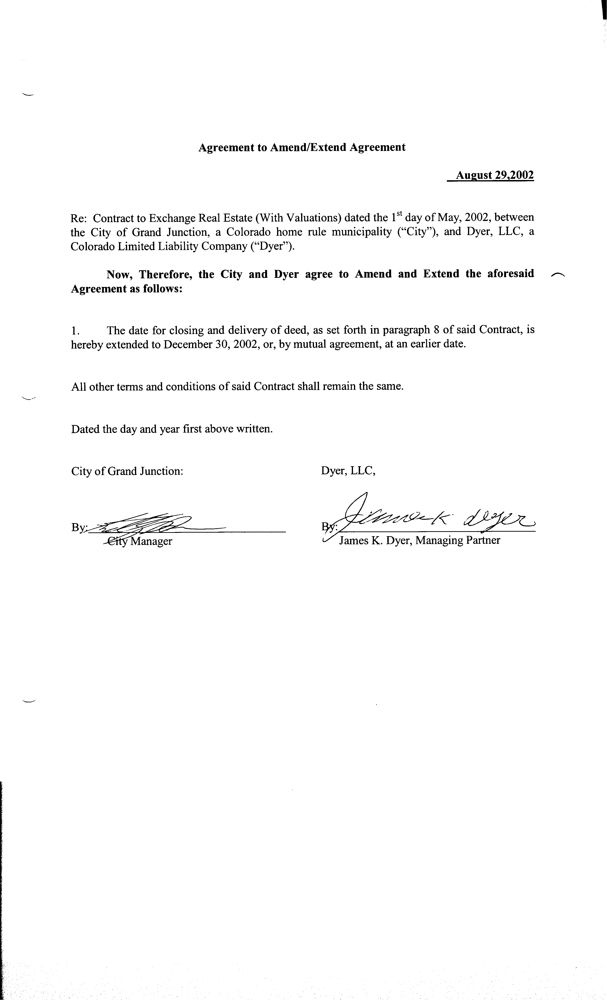 Agreement to Amend/Extend Agreement
August 29,2002
Re: Contract to Exchange Real Estate (With Valuations) dated the 1st day of May, 2002, between
the City of Grand Junction, a Colorado home rule municipality (“City”), and Dyer, LLC, a
Colorado Limited Liability Company (“Dyer”).
Now, Therefore, the City and Dyer agree to Amend and Extend the aforesaid
Agreement as follows:
1. The date for closing and delivery of deed, as set forth in paragraph 8 of said Contract, is
hereby extended to December 30, 2002, or, by mutual agreement, at an earlier date.
All other terms and conditions of said Contract shall remain the same.
Dated the day and year first above written.
City of Grand Junction: Dyer, LLC,
By: By: James K Dyer
City Manager James K. Dyer, Managing Partner